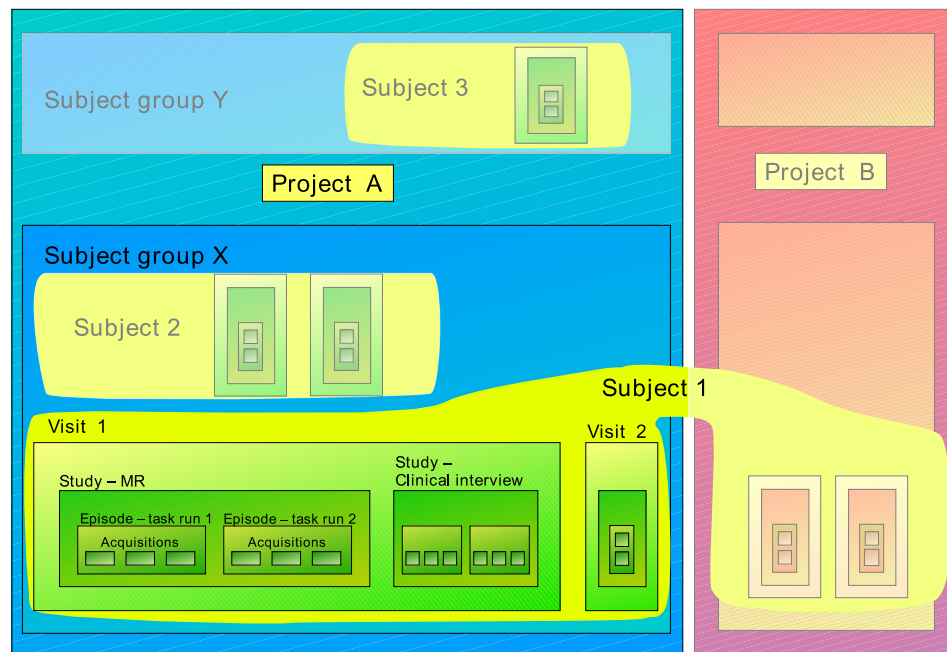 Subject group Y
Subject 3
Project A
Project B
Subject group X
Subject 2
Subject 1
Visit 1
Visit 2
Study – MR
Study –
Clinical interview
Episode – task run 1
Episode – task run 2
Acquisitions
Acquisitions